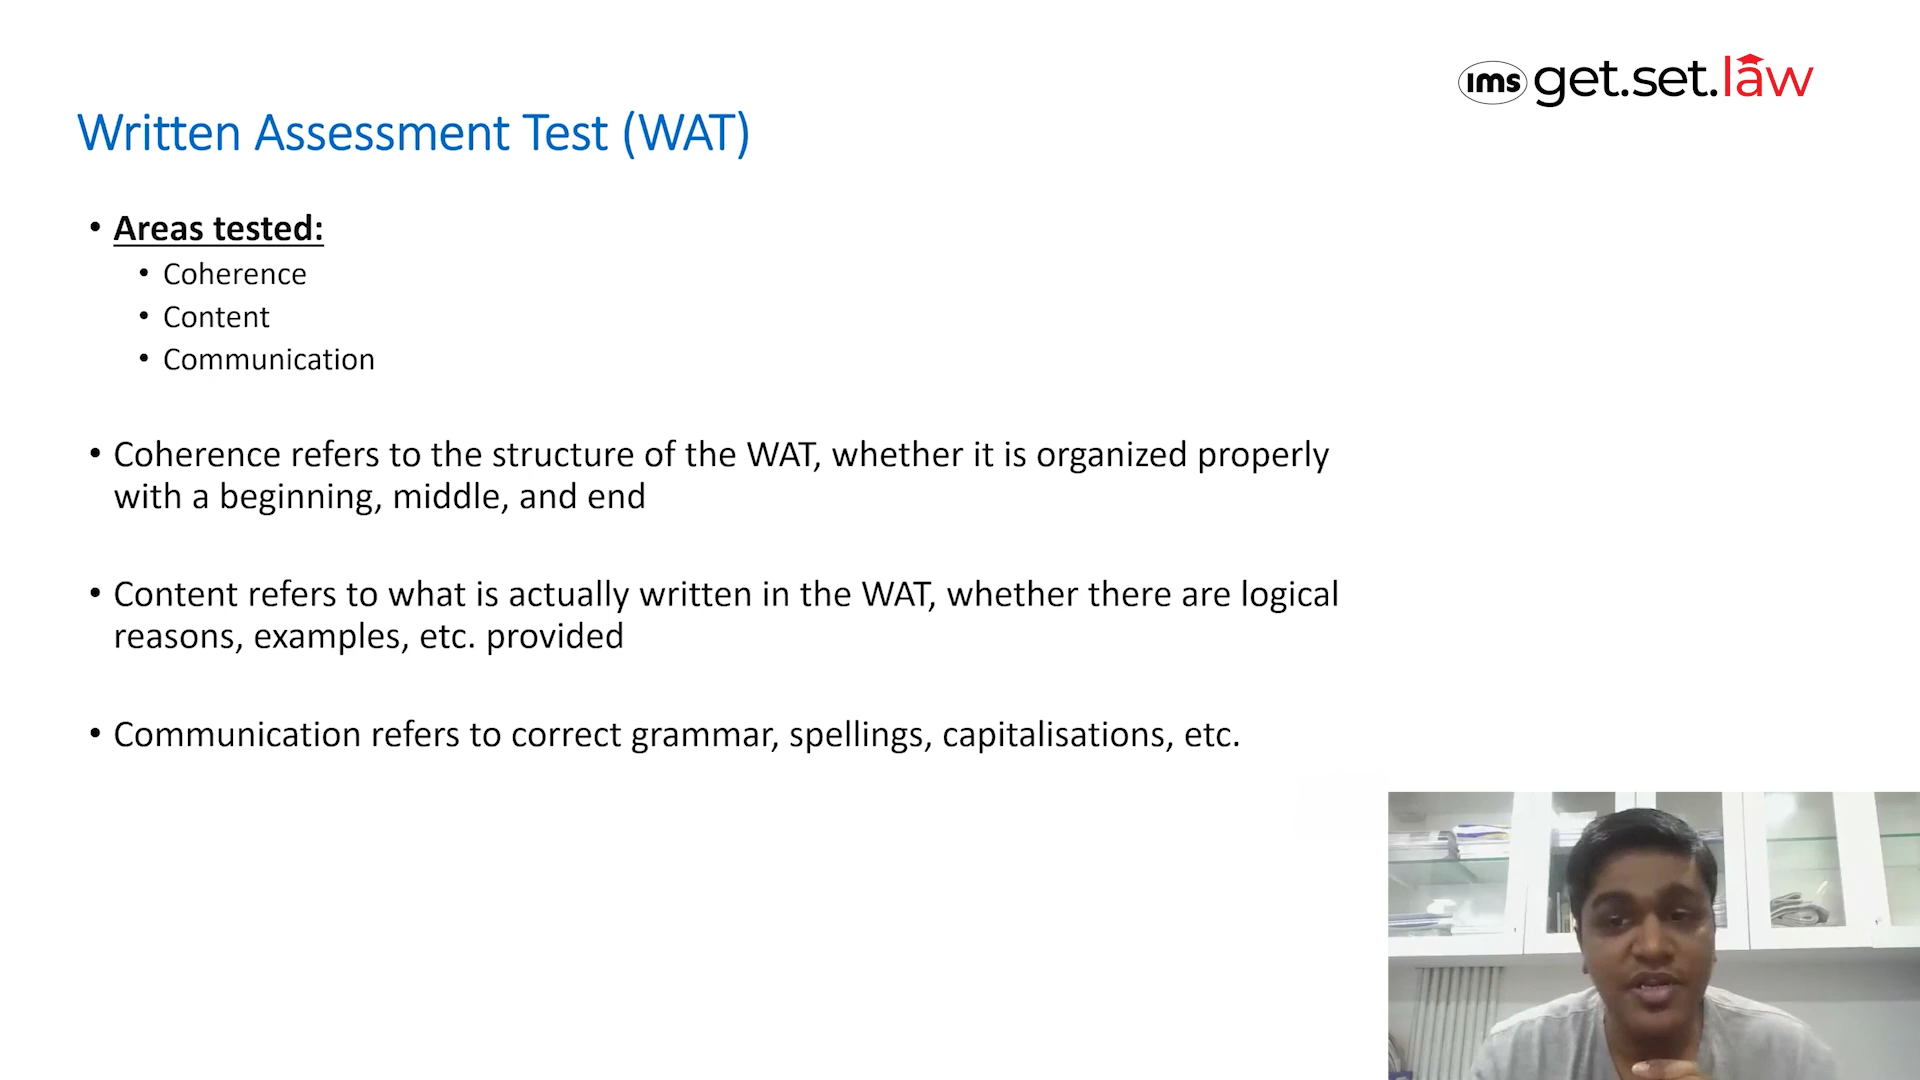 ims get.set.law
Written Assessment Test (WAT)
• Areas tested:
• Coherence
• Content
• Communication
• Coherence refers to the structure of the WAT, whether it is organized properly
with a beginning, middle, and end
• Content refers to what is actually written in the WAT, whether there are logical
reasons, examples, etc. provided
• Communication refers to correct grammar, spellings, capitalisations, etc.